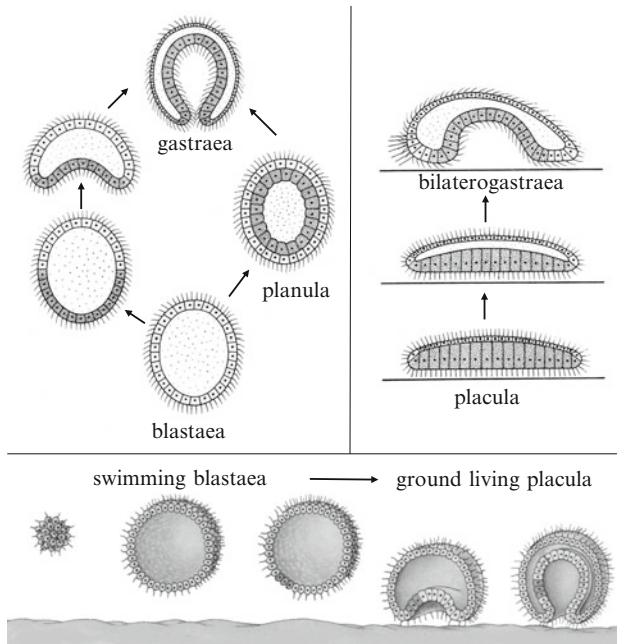 gastraea
planula
blastaea
bilaterogastraea
placula
swimming blastaea
ground living placula